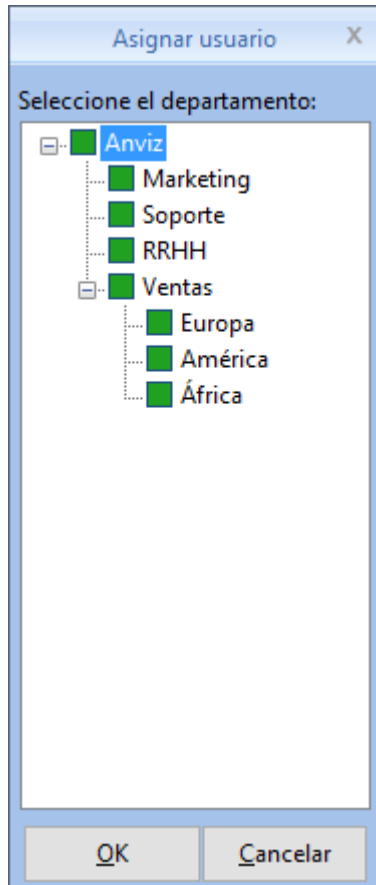 Asignar usuario X
Seleccione el departamento:
Anviz
Marketing
Soporte
RRHH
Ventas
Europa
América
África
OK Cancelar